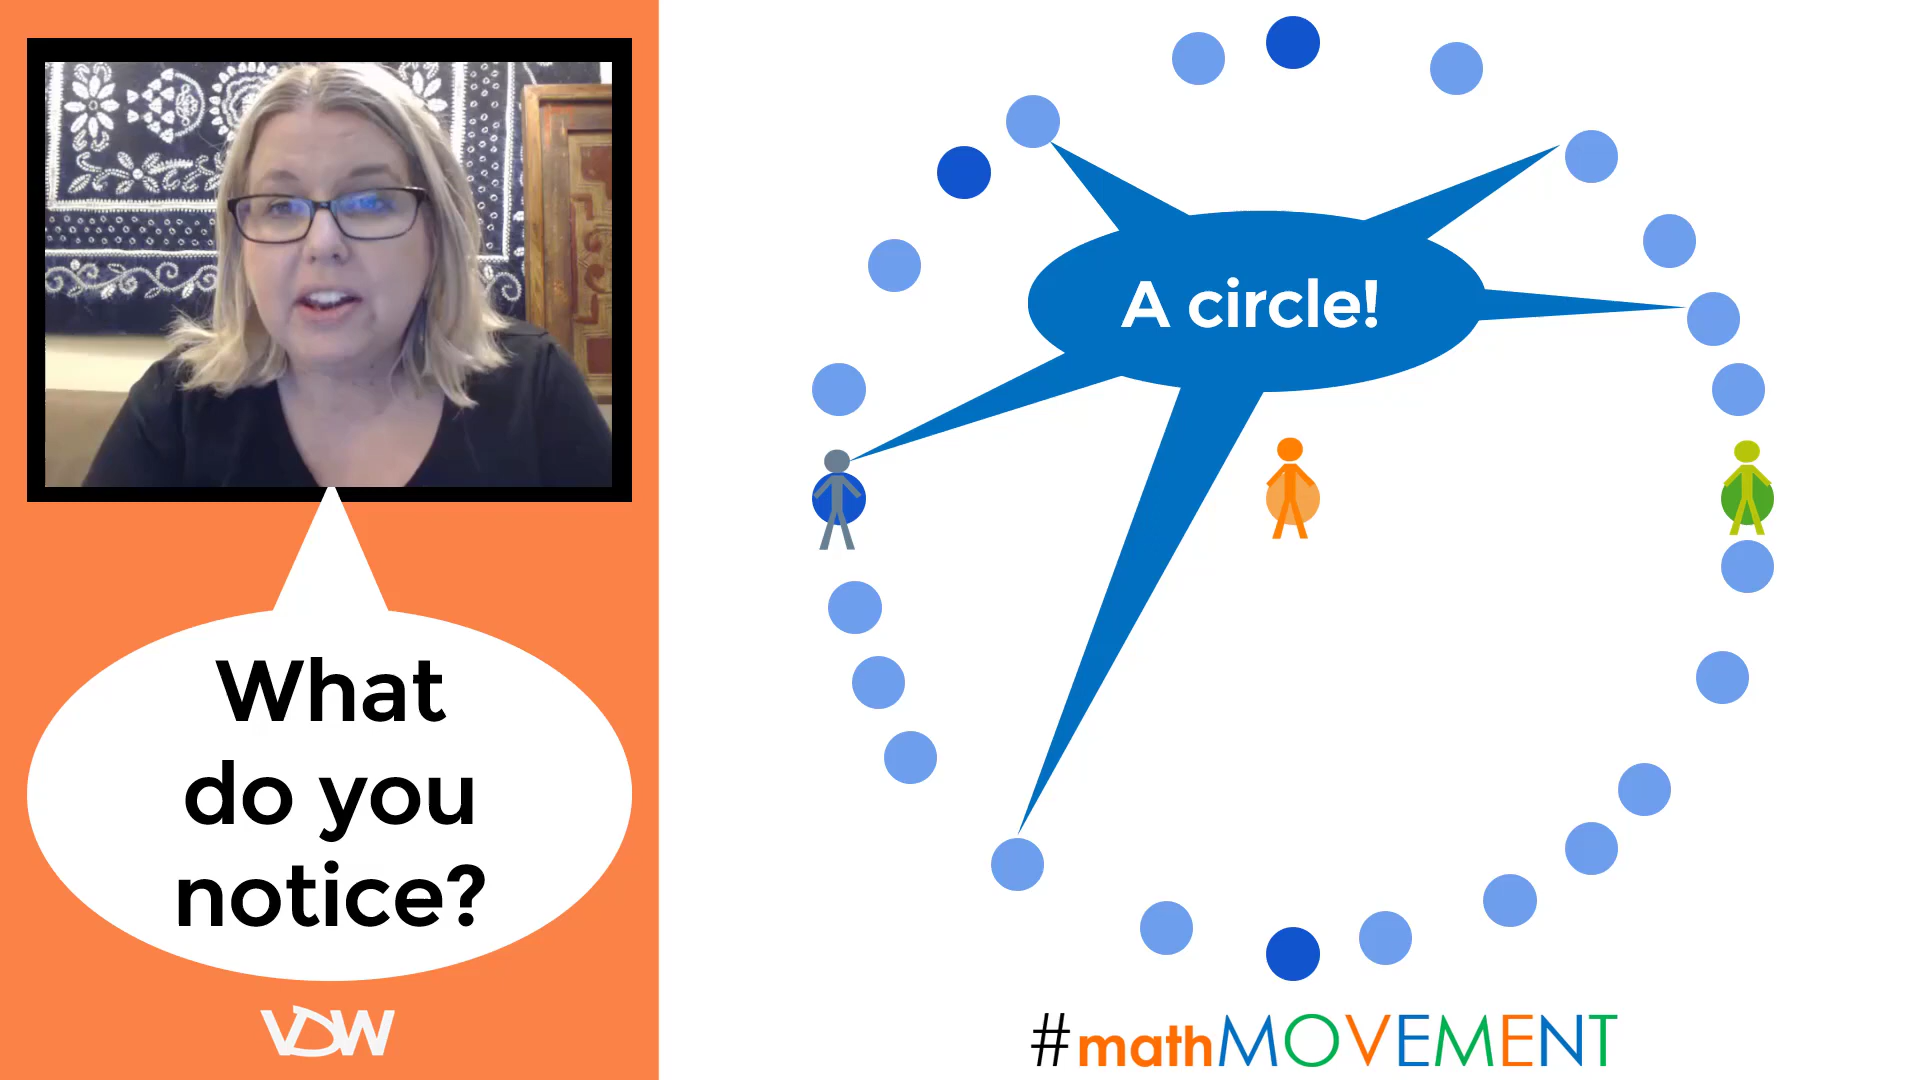 What
do you
notice?
VDW
A circle!
#mathMOVEMENT